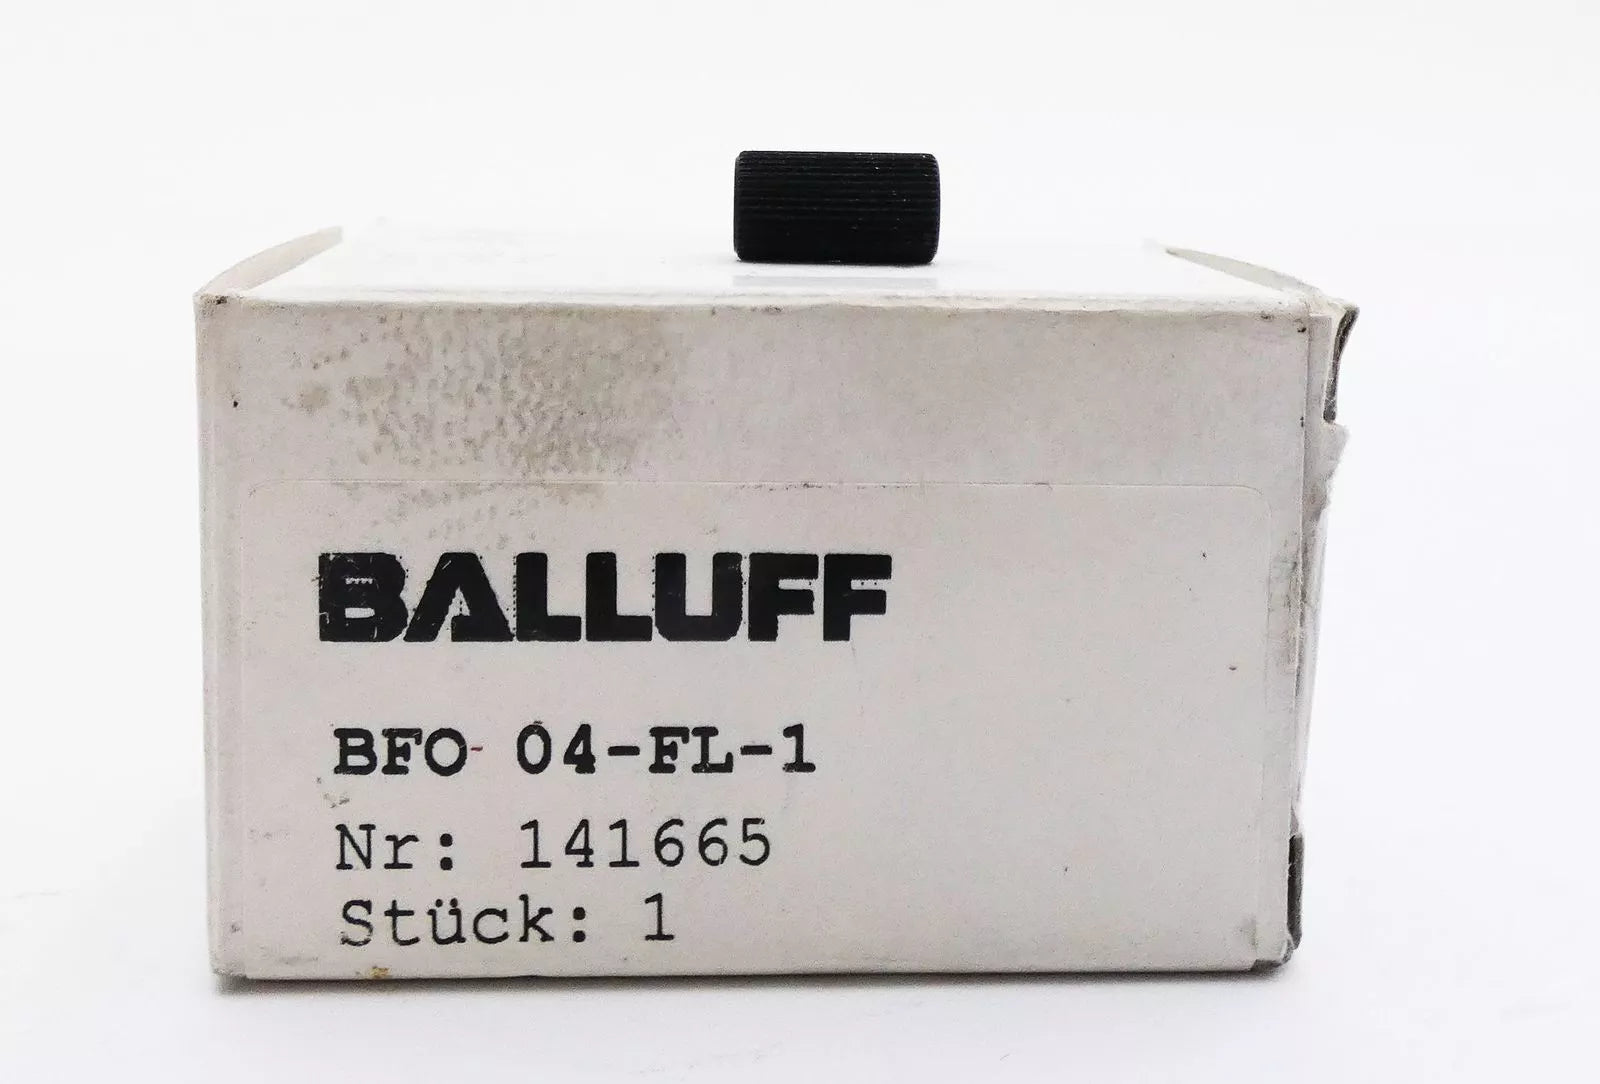 BALLUFF
BFO 04-FL-1
Nr: 141665
Stück: 1